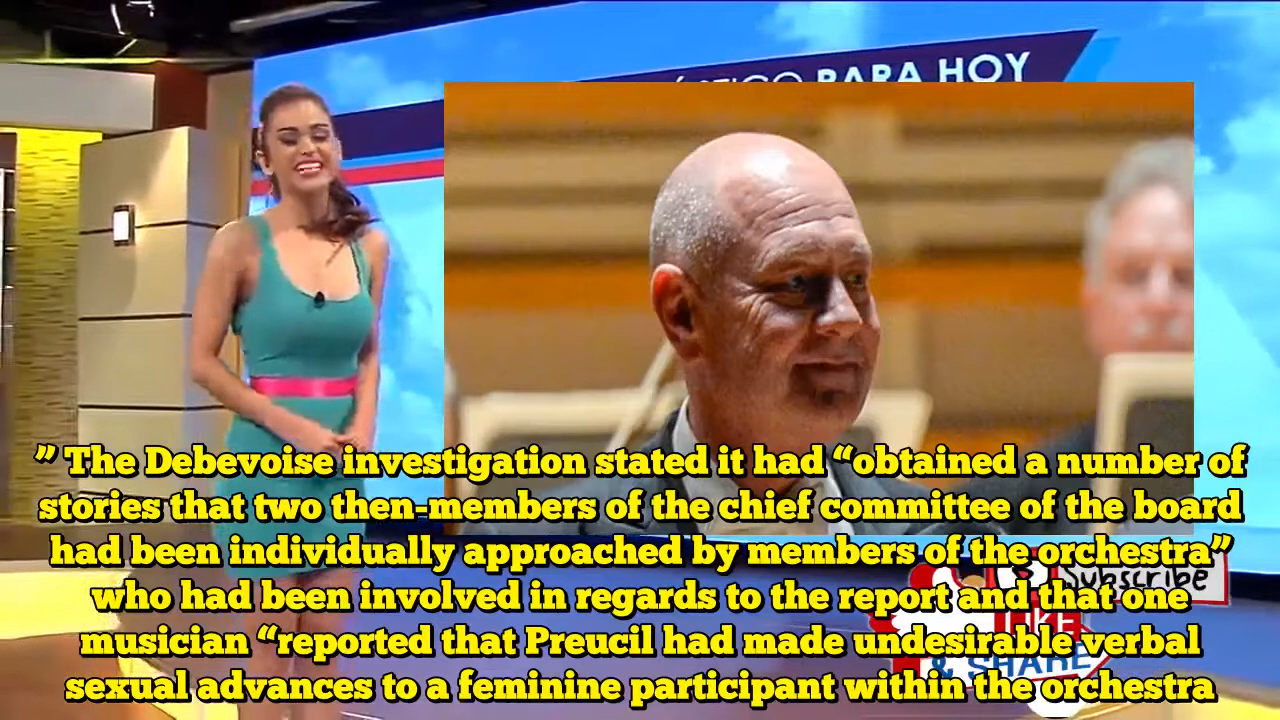 PARA HOY
” The Debevoise investigation stated it had “obtained a number of
stories that two then-members of the chief committee of the board
had been individually approached by members of the orchestra”
who had been involved in regards to the report and that one
musician “reported that Preucil had made undesirable verbal
sexual advances to a feminine participant within the orchestra
Subscribe
LIKE
& SHARE